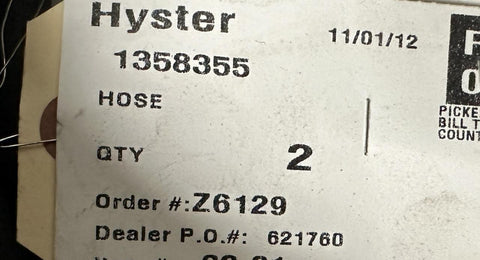 Hyster
11/01/12
1358355
HOSE
PICKE
BILL T
COUNT
QTY 2
Order #:Z6129
Dealer P.O.#: 621760